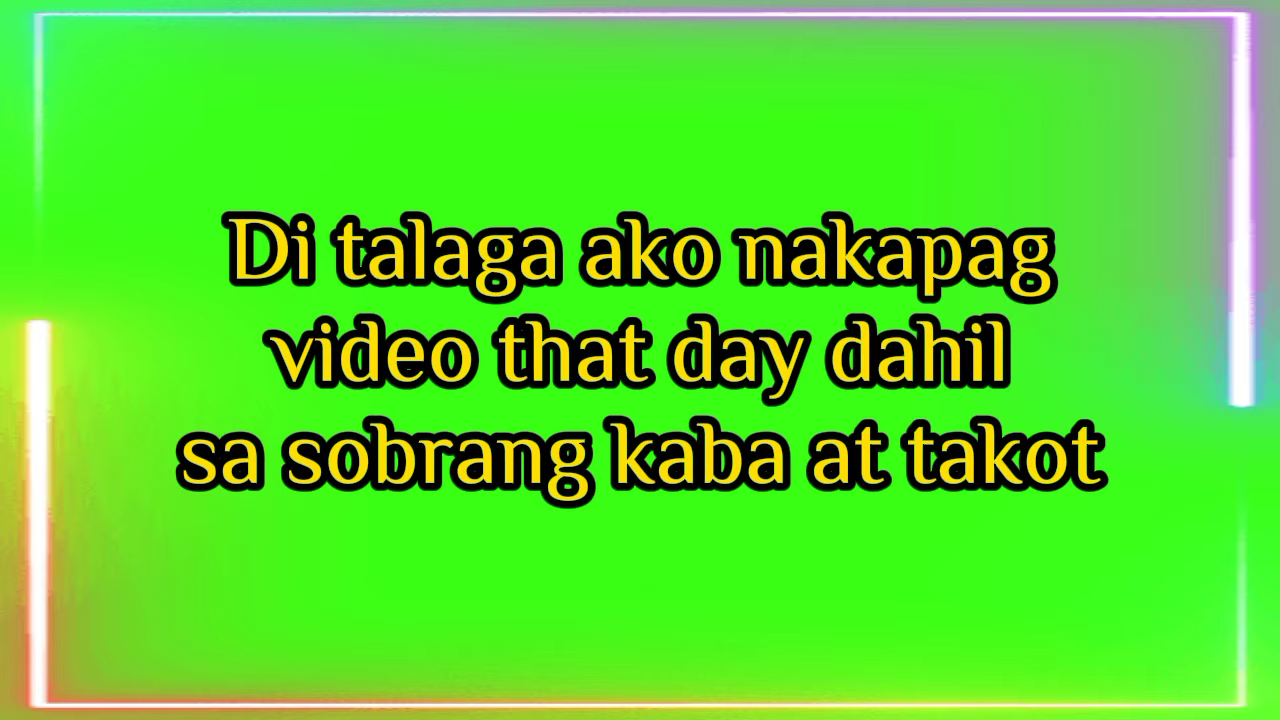 Di talaga ako nakapag
video that day dahil
sa sobrang kaba at takot